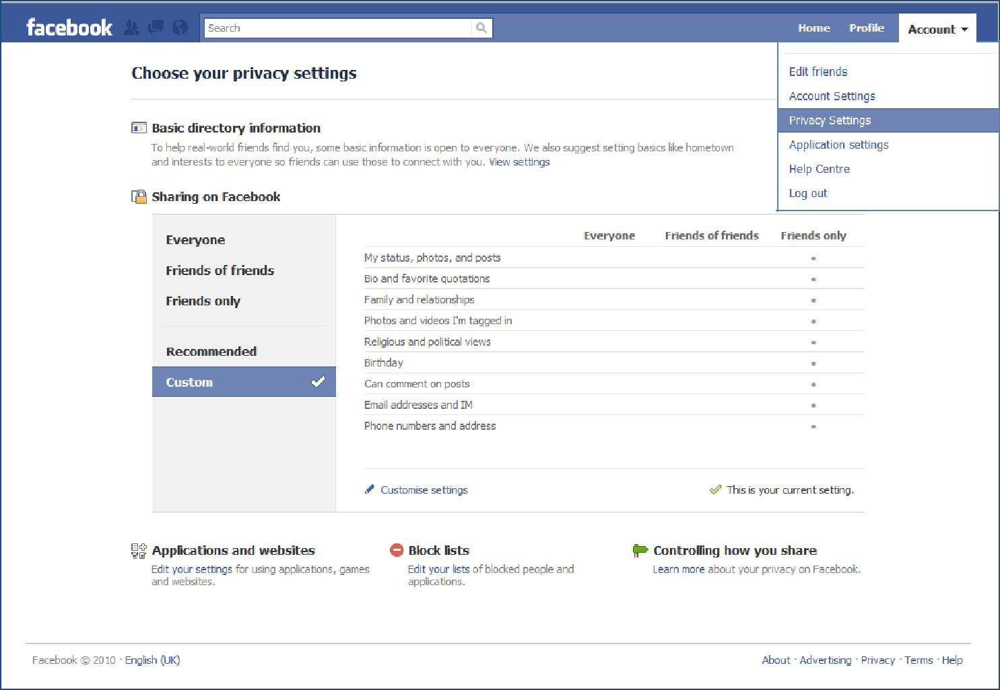 facebook
Search
Home
Profile
Account
Edit friends
Account Settings
Privacy Settings
Application settings
Help Centre
Log out
Choose your privacy settings
Basic directory information
To help real-world friends find you, some basic information is open to everyone. We also suggest setting basics like hometown
and interests to everyone so friends can use those to connect with you. View settings
Sharing on Facebook
Everyone
Friends of friends
Friends only
Recommended
Custom
Everyone Friends of friends Friends only
My status, photos, and posts
Bio and favorite quotations
Family and relationships
Photos and videos I'm tagged in
Religious and political views
Birthday
Can comment on posts
Email addresses and IM
Phone numbers and address
Customise settings
This is your current setting.
Applications and websites
Edit your settings for using applications, games
and websites.
Block lists
Edit your lists of blocked people and
applications.
Controlling how you share
Learn more about your privacy on Facebook.
Facebook © 2010 · English (UK)
About · Advertising · Privacy · Terms · Help